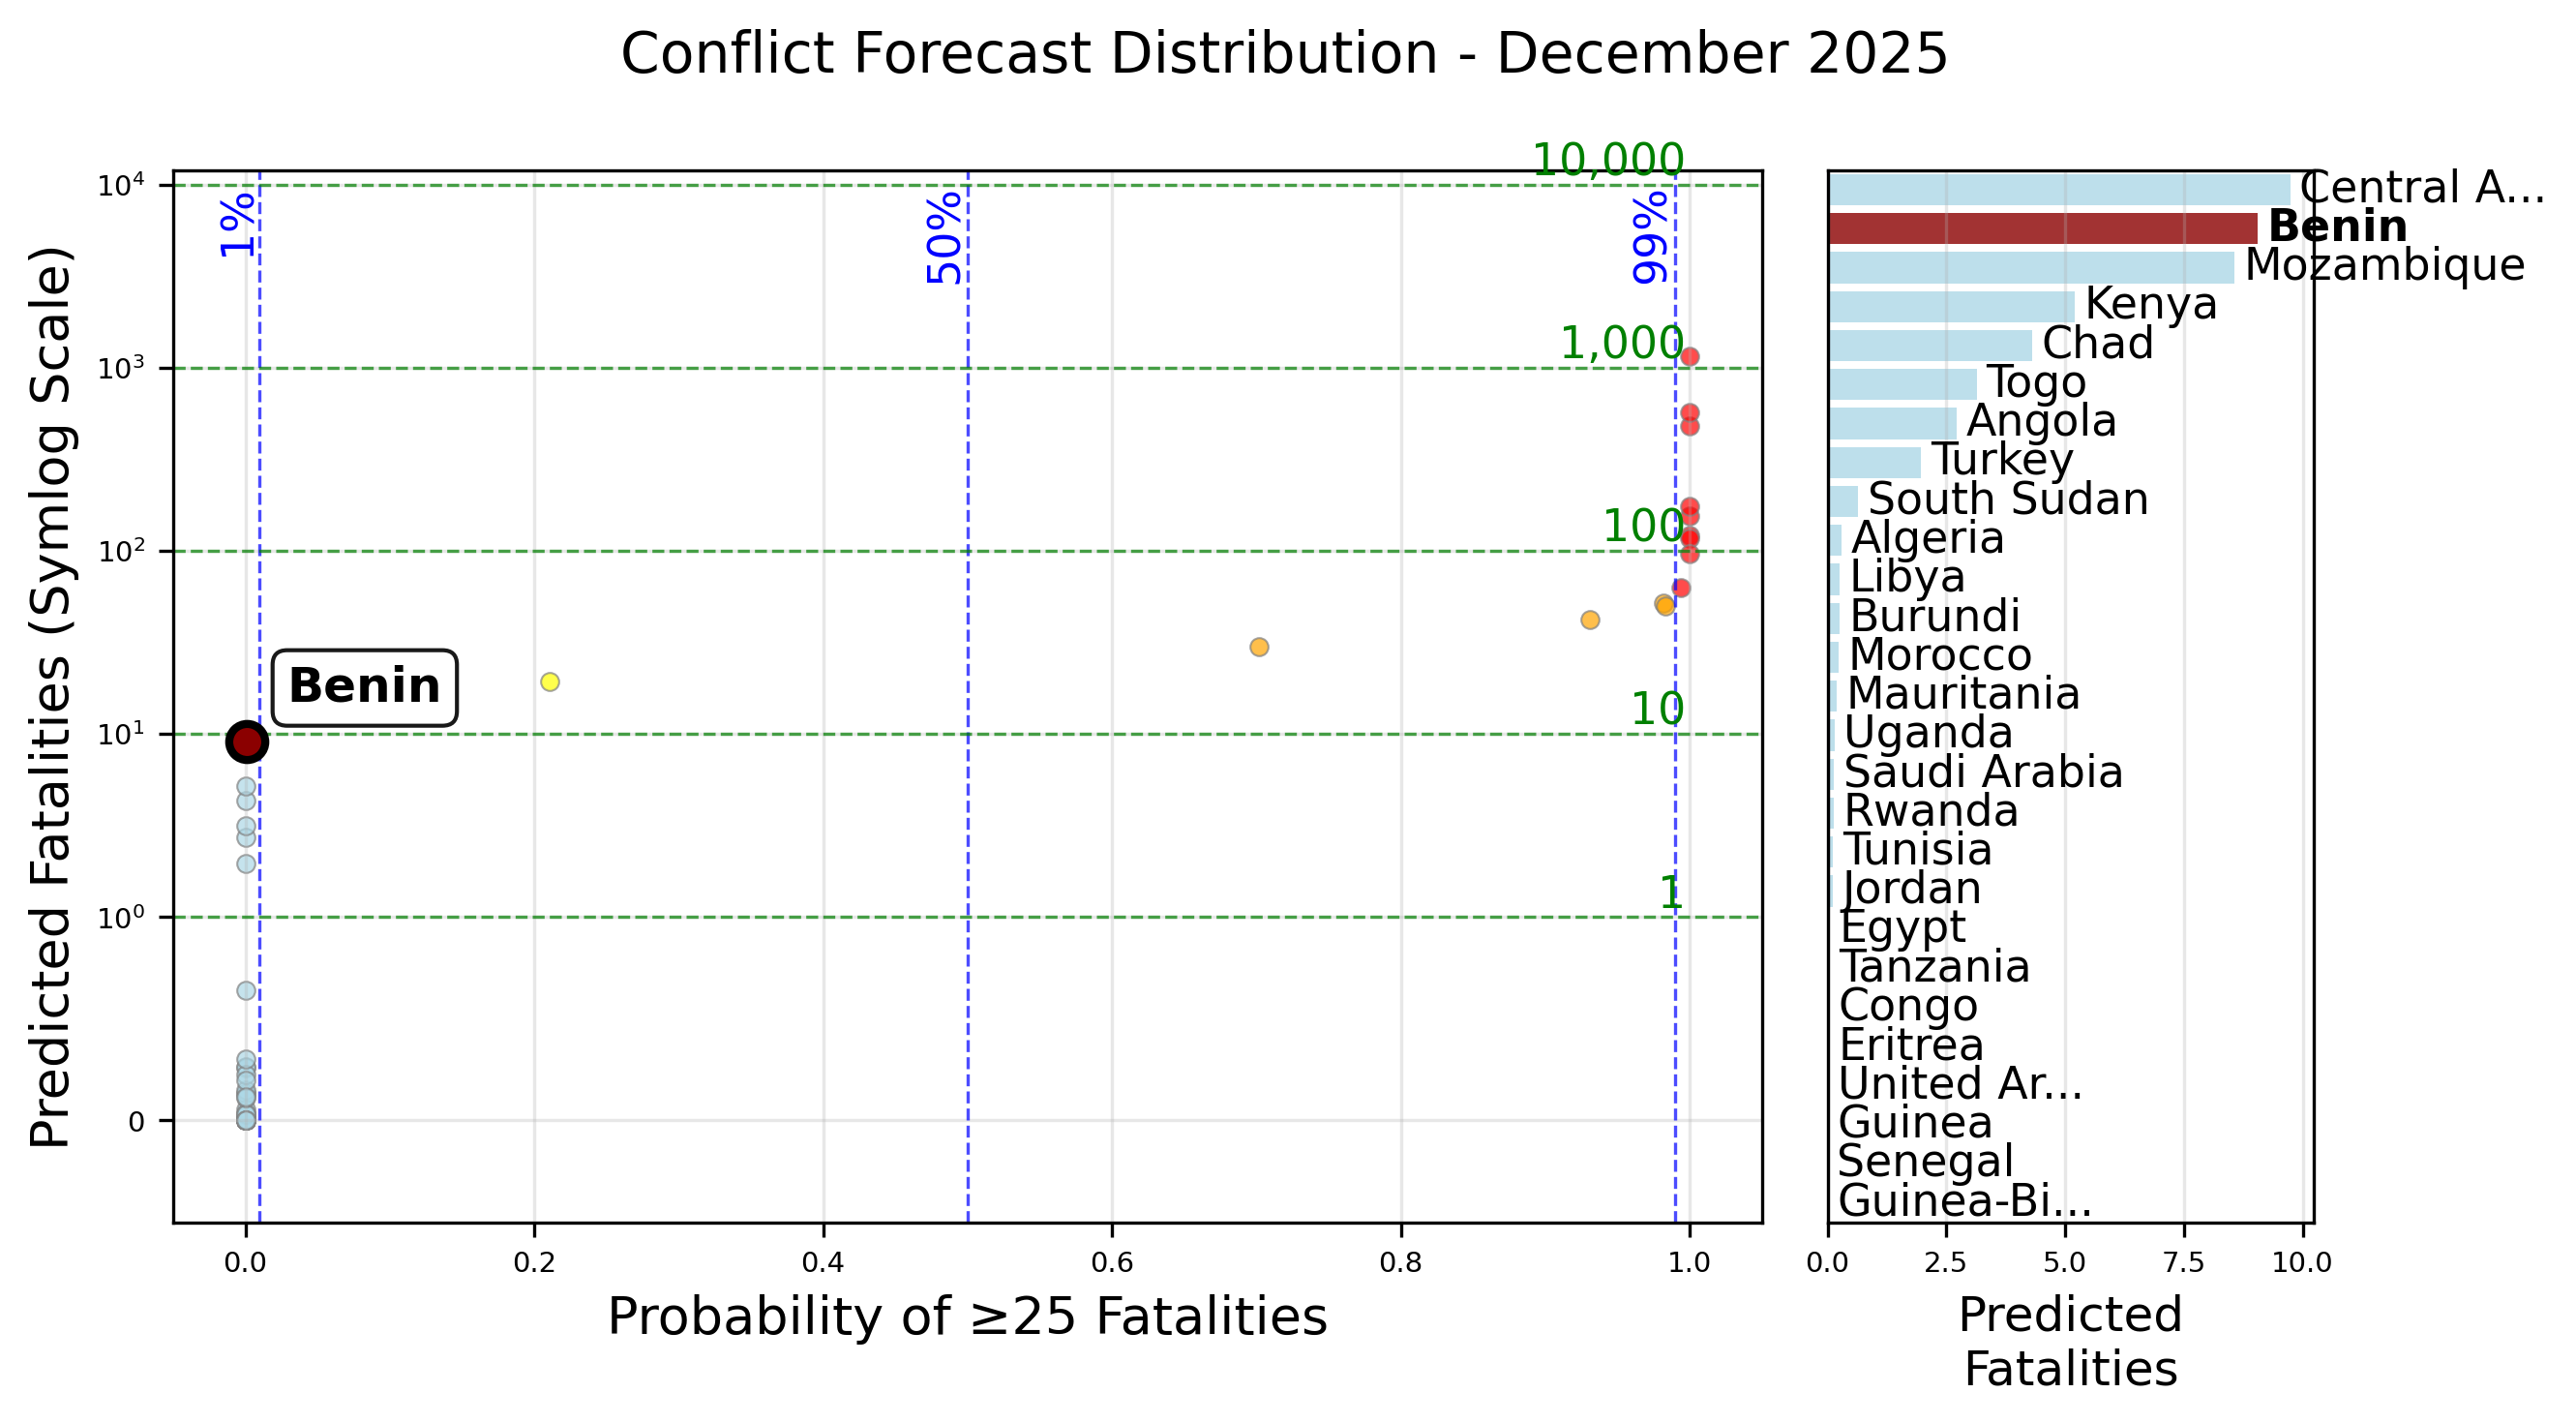 Conflict Forecast Distribution - December 2025
Predicted Fatalities (Symlog Scale)
10⁴
10³
10²
10¹
10⁰
0
1%
50%
99%
10,000
1,000
100
10
1
Benin
0.0
0.2
0.4
0.6
0.8
1.0
Probability of ≥25 Fatalities
Central A...
Benin
Mozambique
Kenya
Chad
Togo
Angola
Turkey
South Sudan
Algeria
Libya
Burundi
Morocco
Mauritania
Uganda
Saudi Arabia
Rwanda
Tunisia
Jordan
Egypt
Tanzania
Congo
Eritrea
United Ar...
Guinea
Senegal
Guinea-Bi...
0.0
2.5
5.0
7.5
10.0
Predicted
Fatalities